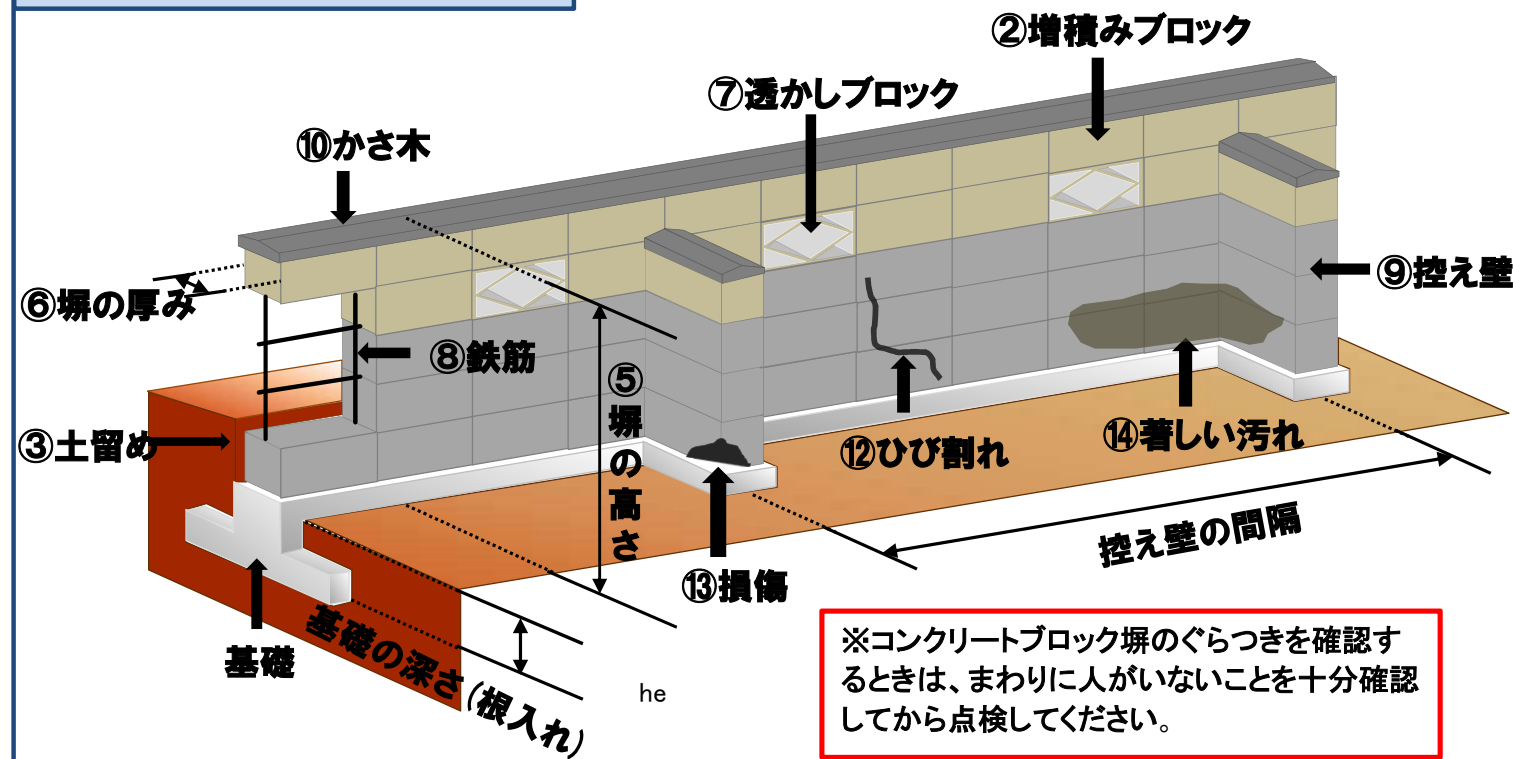 ②増積みブロック
⑦透かしブロック
⑩かさ木
⑨控え壁
⑥塀の厚み
⑧鉄筋
⑤塀の高さ
③土留め
⑫ひび割れ
⑭著しい汚れ
控え壁の間隔
⑬損傷
基礎
基礎の深さ(根入れ)
he
※コンクリートブロック塀のぐらつきを確認す
るときは、まわりに人がいないことを十分確認
してから点検してください。